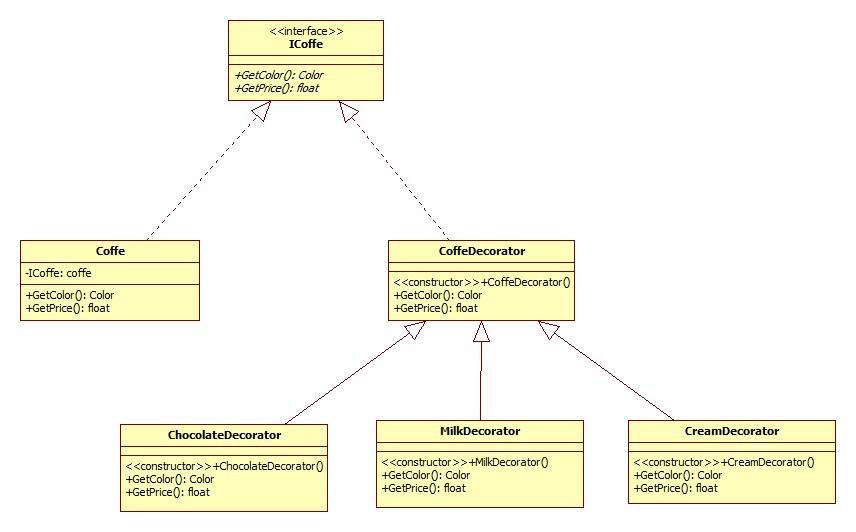 <<interface>>
ICoffe
+GetColor(): Color
+GetPrice(): float
Coffe
-ICoffe: coffe
+GetColor(): Color
+GetPrice(): float
CoffeDecorator
<<constructor>>+CoffeDecorator()
+GetColor(): Color
+GetPrice(): float
ChocolateDecorator
<<constructor>>+ChocolateDecorator()
+GetColor(): Color
+GetPrice(): float
MilkDecorator
<<constructor>>+MilkDecorator()
+GetColor(): Color
+GetPrice(): float
CreamDecorator
<<constructor>>+CreamDecorator()
+GetColor(): Color
+GetPrice(): float